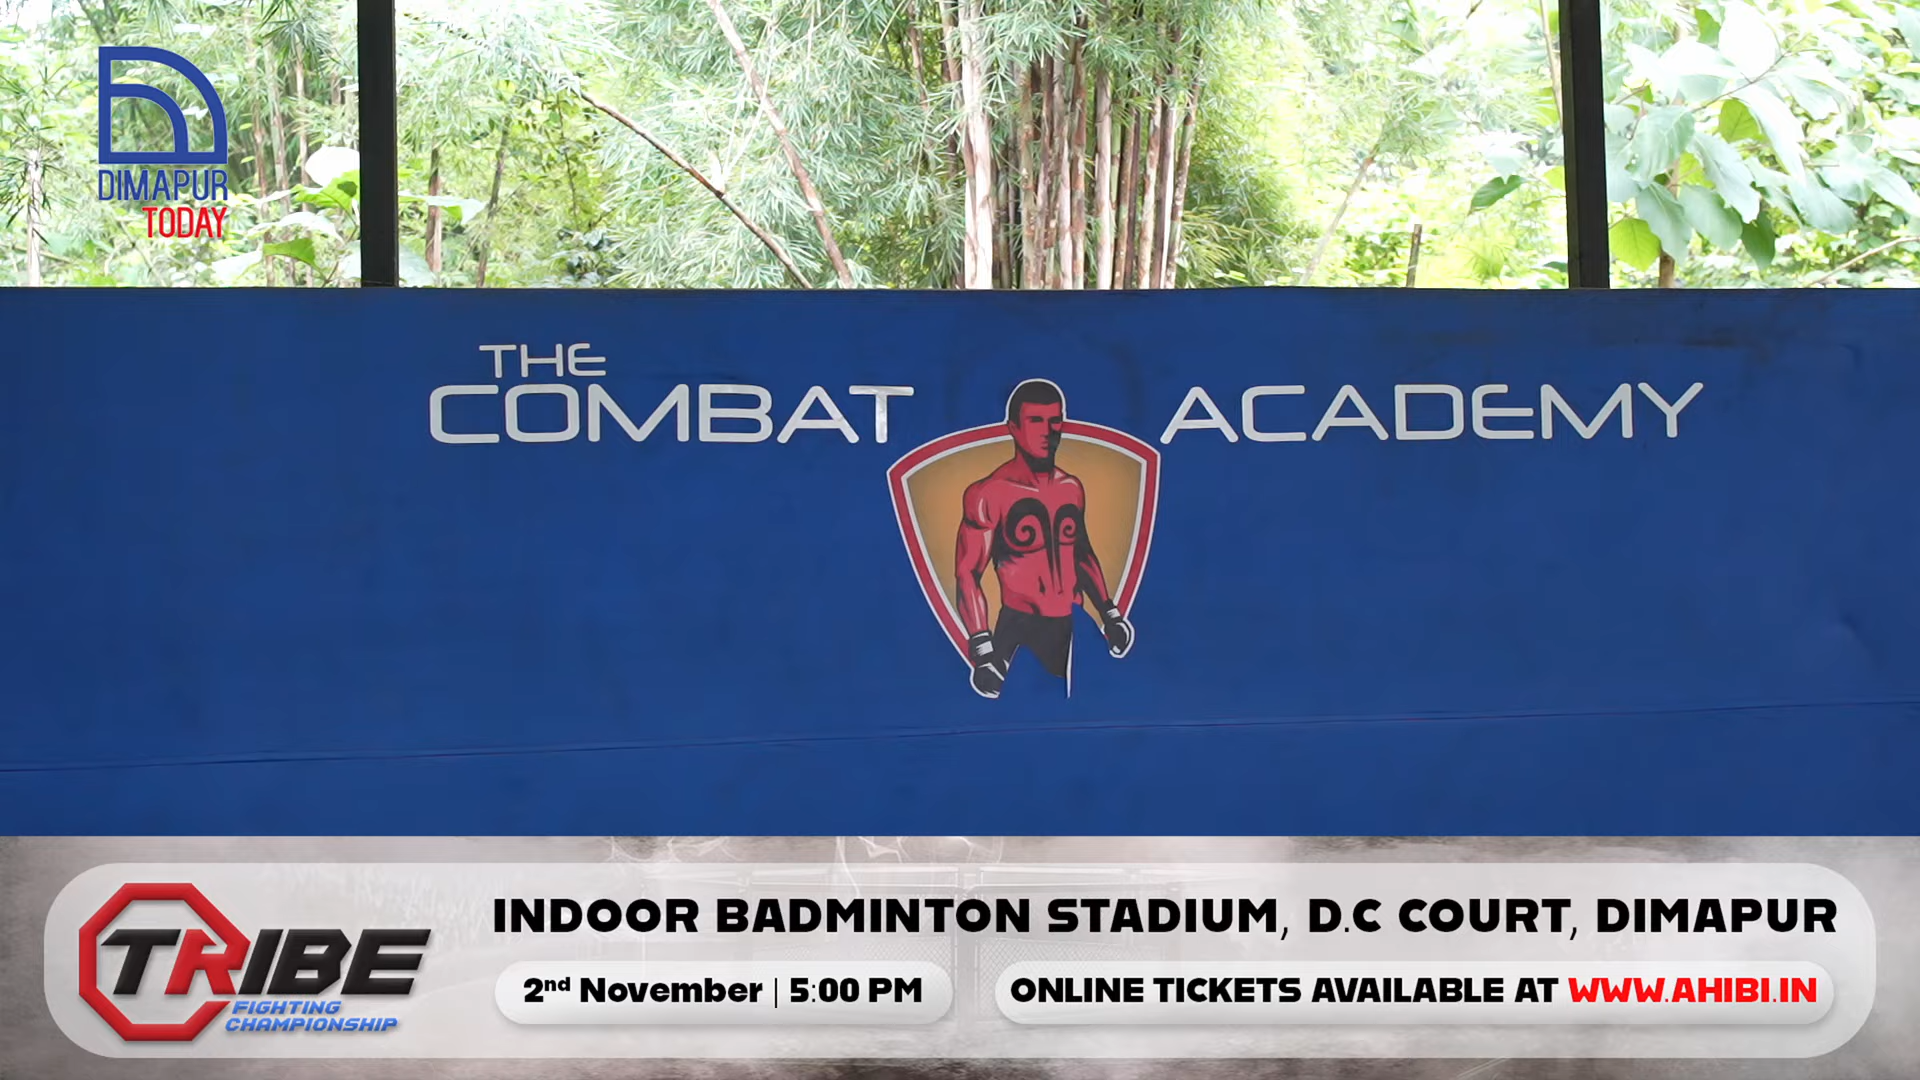 DIMAPUR
TODAY
THE
COMBAT ACADEMY
TRIBE
FIGHTING
CHAMPIONSHIP
INDOOR BADMINTON STADIUM, D.C COURT, DIMAPUR
2nd November | 5:00 PM
ONLINE TICKETS AVAILABLE AT WWW.AHIBI.IN